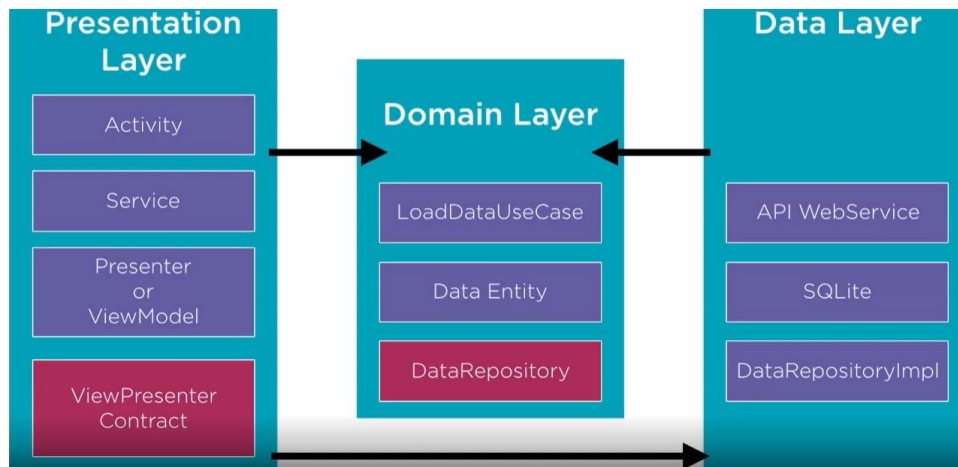 Presentation
Layer
Activity
Service
Presenter
or
ViewModel
ViewPresenter
Contract
Domain Layer
LoadDataUseCase
Data Entity
DataRepository
Data Layer
API WebService
SQLite
DataRepositoryImpl